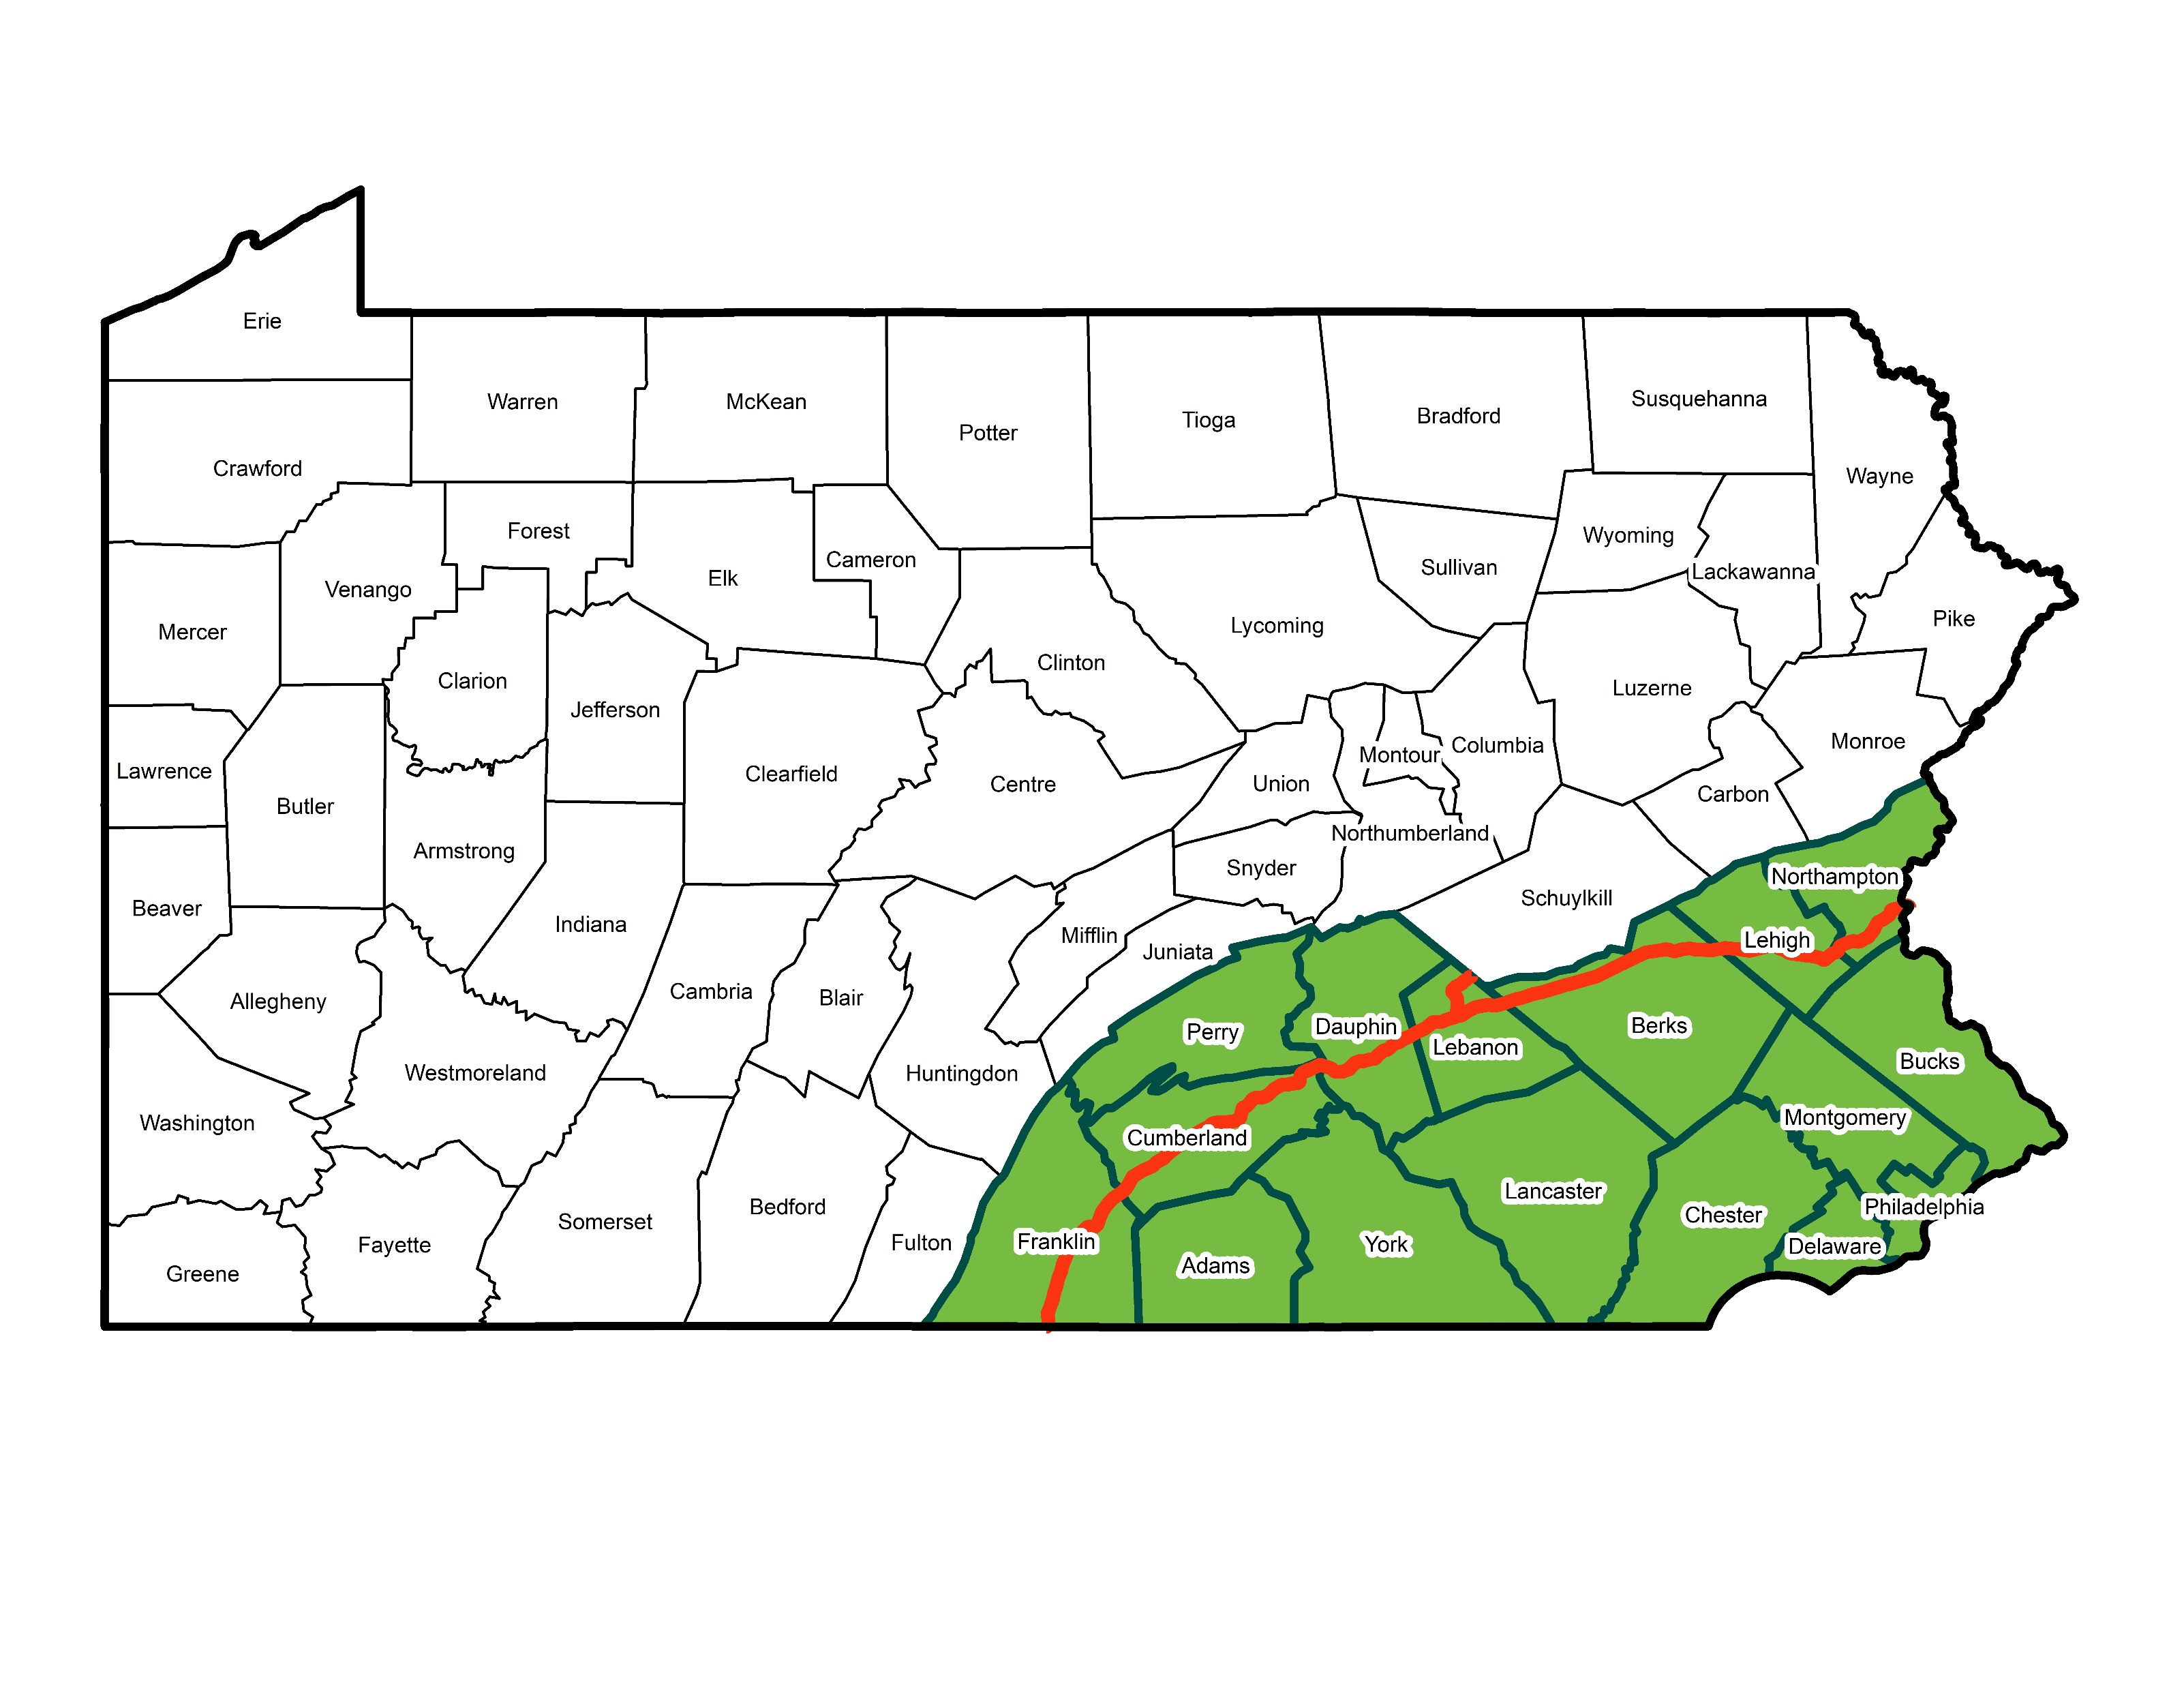 Erie
Warren
McKean
Potter
Tioga
Bradford
Susquehanna
Crawford
Wayne
Forest
Wyoming
Venango
Elk
Cameron
Sullivan
Lackawanna
Mercer
Lycoming
Pike
Clarion
Clinton
Jefferson
Luzerne
Lawrence
Butler
Clearfield
Centre
Union
Montour
Columbia
Monroe
Carbon
Armstrong
Northumberland
Beaver
Indiana
Snyder
Schuylkill
Northampton
Mifflin
Juniata
Lehigh
Allegheny
Cambria
Blair
Perry
Dauphin
Lebanon
Berks
Westmoreland
Huntingdon
Bucks
Washington
Cumberland
Montgomery
Greene
Fayette
Somerset
Bedford
Fulton
Franklin
Adams
York
Lancaster
Chester
Philadelphia
Delaware